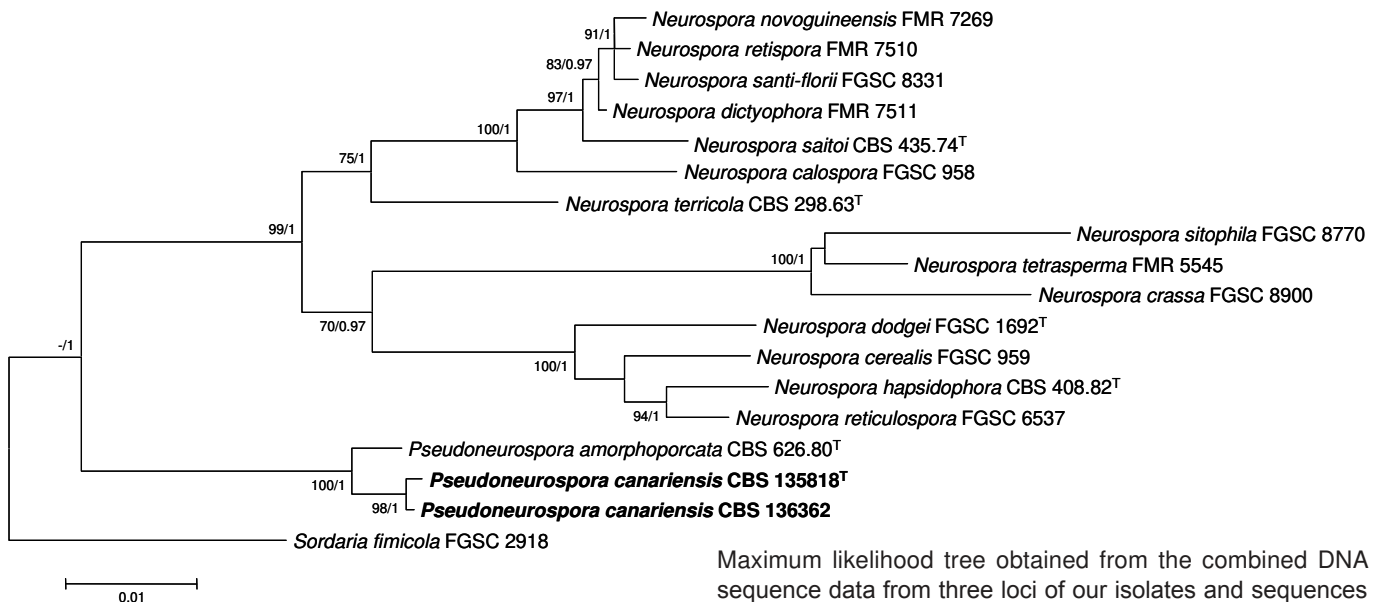 Neurospora novoguineensis FMR 7269
91/1
Neurospora retispora FMR 7510
83/0.97
Neurospora santi-florii FGSC 8331
97/1
Neurospora dictyophora FMR 7511
100/1
Neurospora saitoi CBS 435.74ᵀ
75/1
Neurospora calospora FGSC 958
Neurospora terricola CBS 298.63ᵀ
99/1
Neurospora sitophila FGSC 8770
100/1
Neurospora tetrasperma FMR 5545
Neurospora crassa FGSC 8900
70/0.97
Neurospora dodgei FGSC 1692ᵀ
-/1
Neurospora cerealis FGSC 959
100/1
Neurospora hapsidophora CBS 408.82ᵀ
94/1
Neurospora reticulospora FGSC 6537
Pseudoneurospora amorphoporcata CBS 626.80ᵀ
100/1
Pseudoneurospora canariensis CBS 135818ᵀ
98/1
Pseudoneurospora canariensis CBS 136362
Sordaria fimicola FGSC 2918
0.01
Maximum likelihood tree obtained from the combined DNA
sequence data from three loci of our isolates and sequences